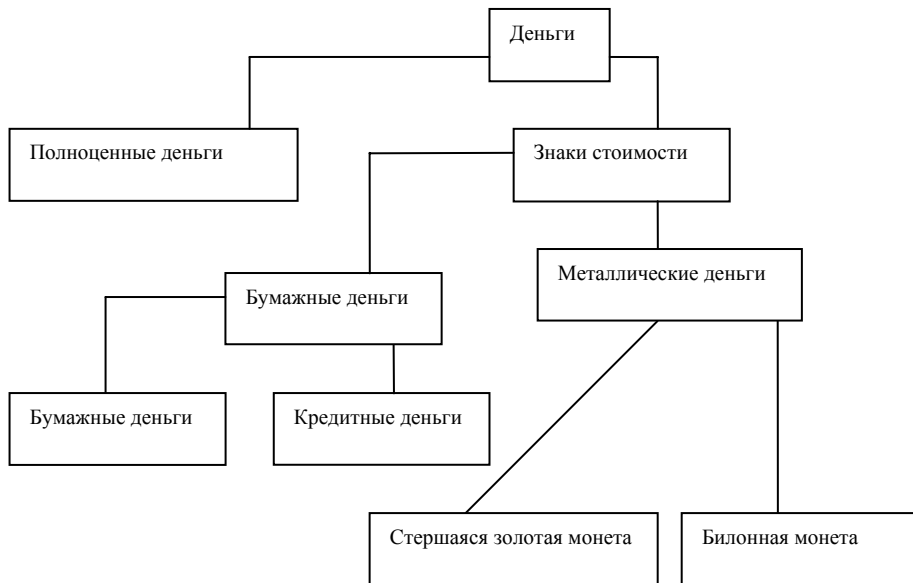 Деньги
Полноценные деньги
Знаки стоимости
Металлические деньги
Бумажные деньги
Бумажные деньги
Кредитные деньги
Стершаяся золотая монета
Билонная монета